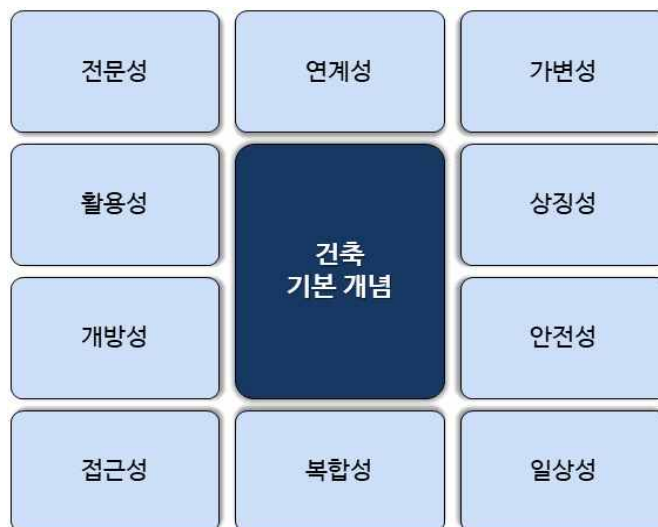 전문성
연계성
가변성
활용성
건축
기본 개념
상징성
개방성
안전성
접근성
복합성
일상성